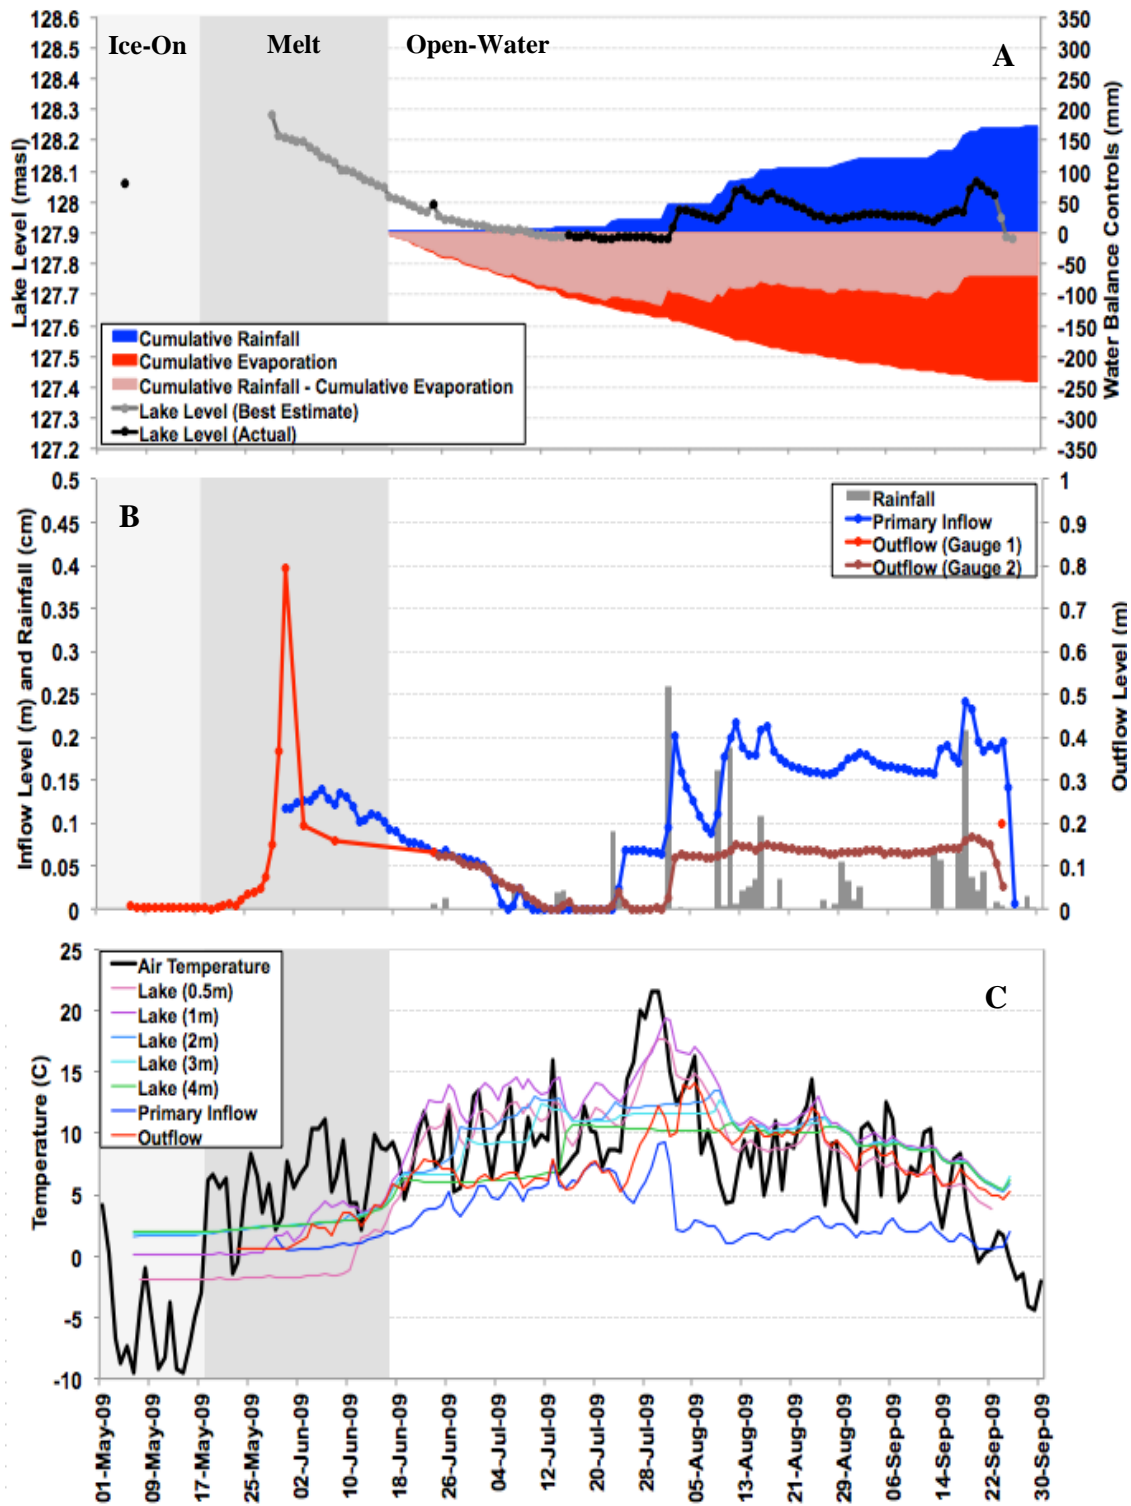 Ice-On Melt Open-Water A
Lake Level (masl)
128.6
128.5
128.4
128.3
128.2
128.1
128
127.9
127.8
127.7
127.6
127.5
127.4
127.3
127.2
Cumulative Rainfall
Cumulative Evaporation
Cumulative Rainfall - Cumulative Evaporation
Lake Level (Best Estimate)
Lake Level (Actual)
350
300
250
200
150
100
50
0
-50
-100
-150
-200
-250
-300
-350
Water Balance Controls (mm)
B
Inflow Level (m) and Rainfall (cm)
0.5
0.45
0.4
0.35
0.3
0.25
0.2
0.15
0.1
0.05
0
Rainfall
Primary Inflow
Outflow (Gauge 1)
Outflow (Gauge 2)
1
0.9
0.8
0.7
0.6
0.5
0.4
0.3
0.2
0.1
0
Outflow Level (m)
C
Temperature (C)
25
20
15
10
5
0
-5
-10
Air Temperature
Lake (0.5m)
Lake (1m)
Lake (2m)
Lake (3m)
Lake (4m)
Primary Inflow
Outflow
01-May-09
09-May-09
17-May-09
25-May-09
02-Jun-09
10-Jun-09
18-Jun-09
26-Jun-09
04-Jul-09
12-Jul-09
20-Jul-09
28-Jul-09
05-Aug-09
13-Aug-09
21-Aug-09
29-Aug-09
06-Sep-09
14-Sep-09
22-Sep-09
30-Sep-09